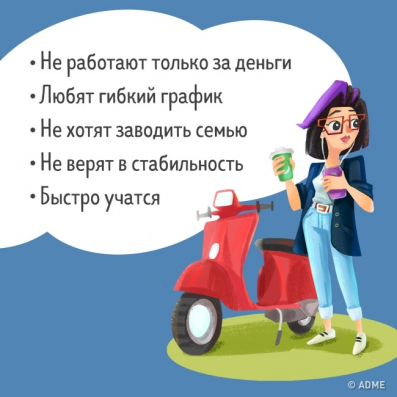 • Не работают только за деньги
• Любят гибкий график
• Не хотят заводить семью
• Не верят в стабильность
• Быстро учатся
© ADME